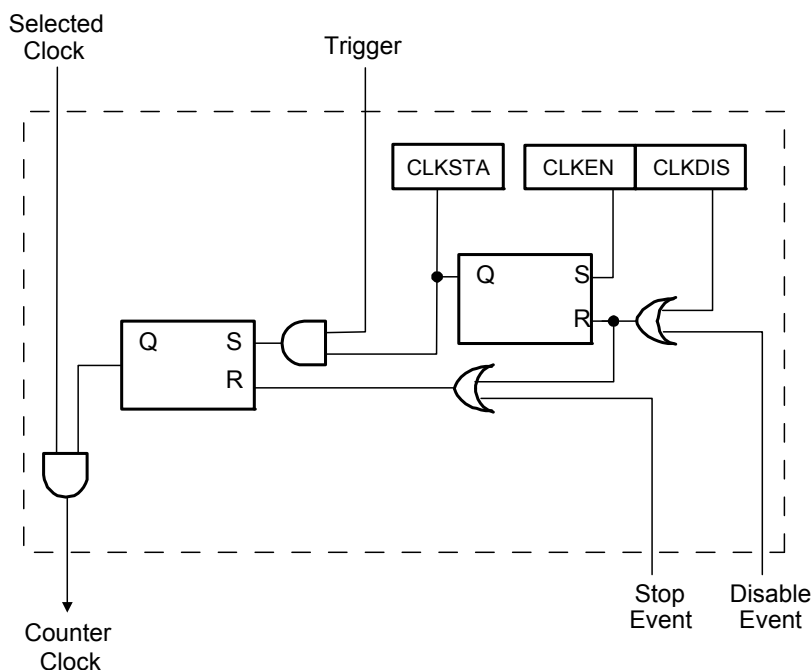 Selected
Clock
Trigger
CLKSTA
CLKEN
CLKDIS
Q
S
R
Q
S
R
Stop
Event
Disable
Event
Counter
Clock